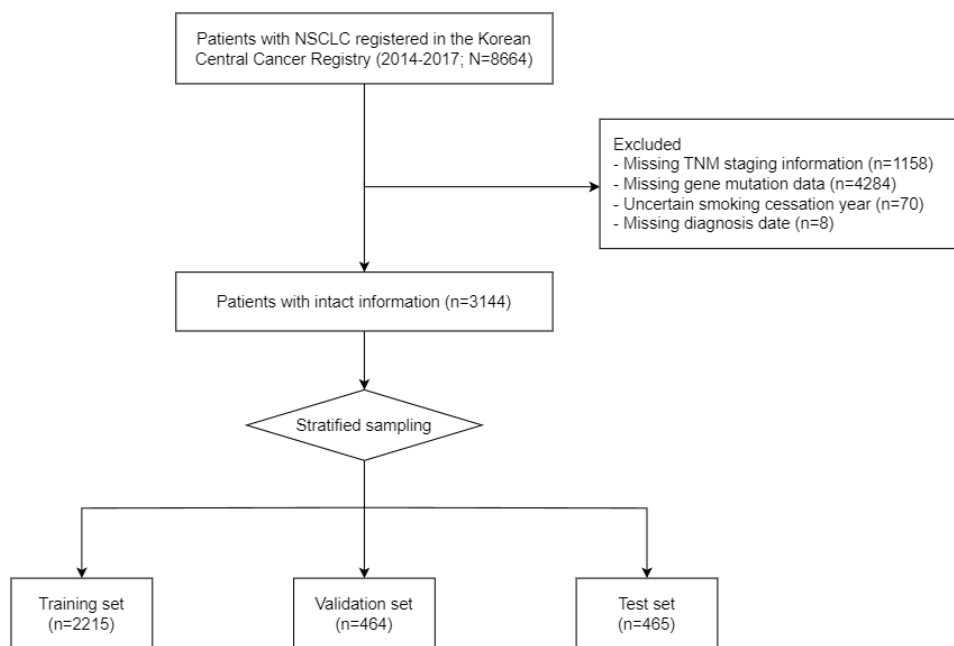 Patients with NSCLC registered in the Korean
Central Cancer Registry (2014-2017; N=8664)
Excluded
- Missing TNM staging information (n=1158)
- Missing gene mutation data (n=4284)
- Uncertain smoking cessation year (n=70)
- Missing diagnosis date (n=8)
Patients with intact information (n=3144)
Stratified sampling
Training set
(n=2215)
Validation set
(n=464)
Test set
(n=465)